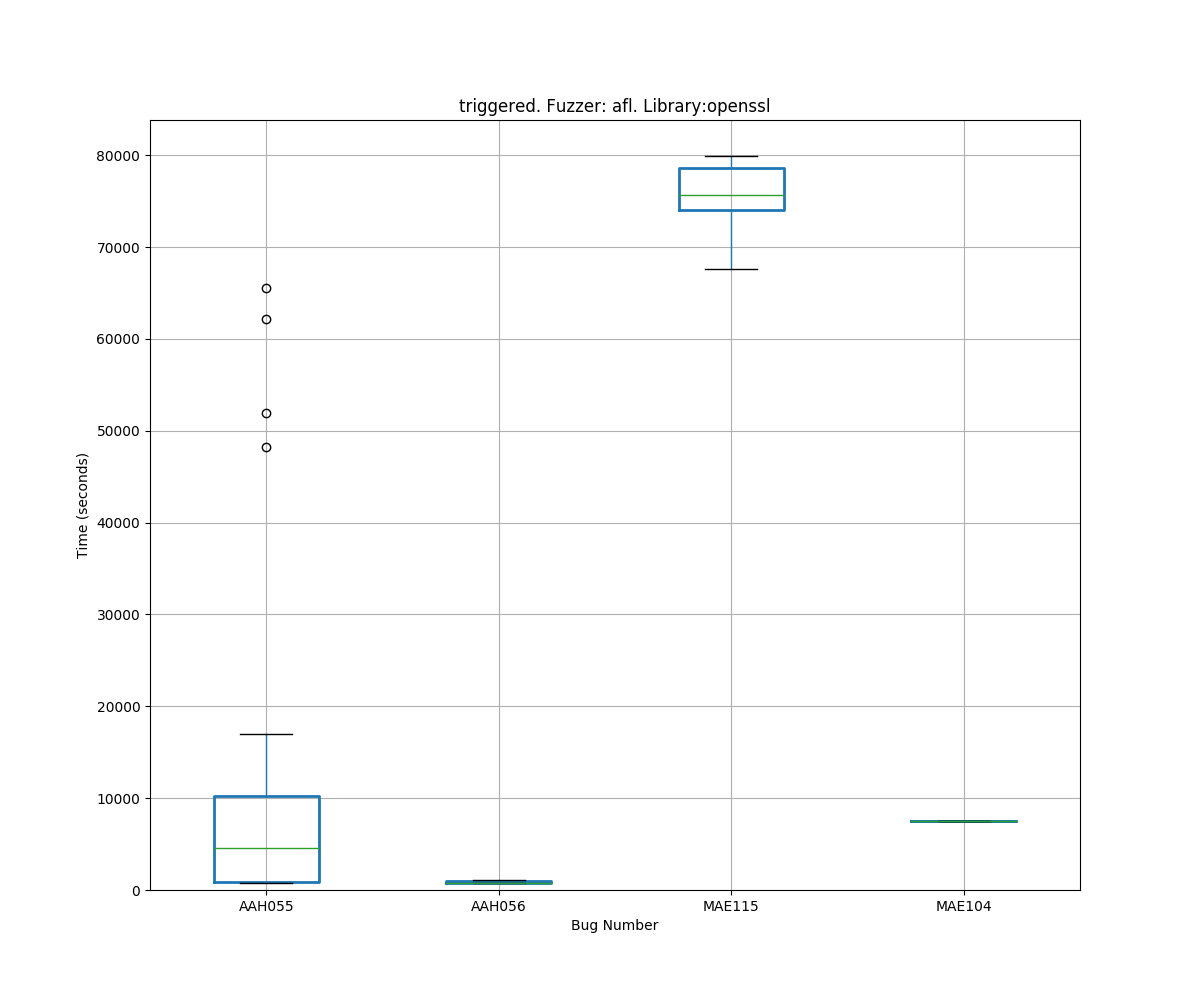 triggered. Fuzzer: afl. Library:openssl
80000
70000
60000
50000
40000
30000
20000
10000
0
Time (seconds)
AAH055 AAH056 MAE115 MAE104
Bug Number